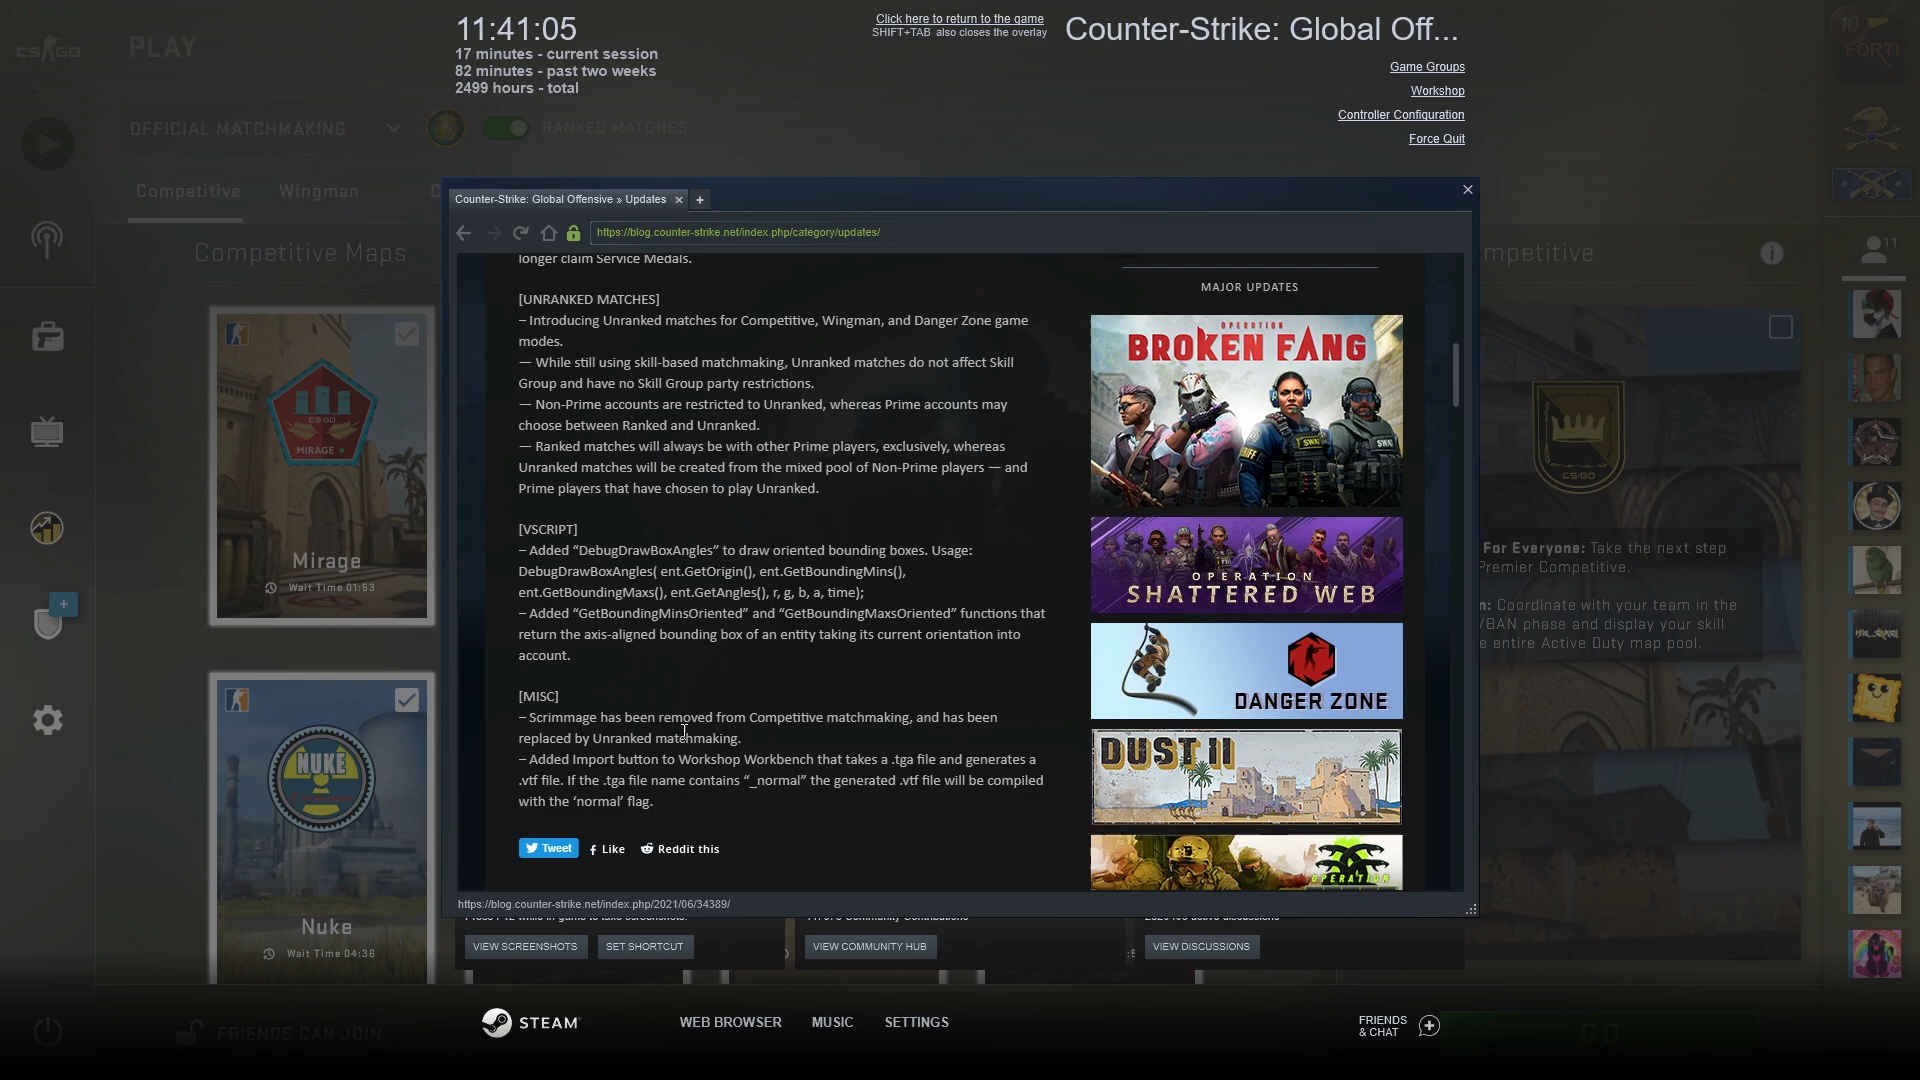 11:41:05
17 minutes - current session
82 minutes - past two weeks
2499 hours - total
Click here to return to the game
SHIFT+TAB also closes the overlay
Counter-Strike: Global Off...
Game Groups
Workshop
Controller Configuration
Force Quit
CS GO
PLAY
OFFICIAL MATCHMAKING
RANKED MATCHES
Competitive
Wingman
C
Competitive Maps
mpetitive
10
FORT!
11
Counter-Strike: Global Offensive » Updates
https://blog.counter-strike.net/index.php/category/updates/
longer claim Service Medals.
[UNRANKED MATCHES]
– Introducing Unranked matches for Competitive, Wingman, and Danger Zone game
modes.
— While still using skill-based matchmaking, Unranked matches do not affect Skill
Group and have no Skill Group party restrictions.
— Non-Prime accounts are restricted to Unranked, whereas Prime accounts may
choose between Ranked and Unranked.
— Ranked matches will always be with other Prime players, exclusively, whereas
Unranked matches will be created from the mixed pool of Non-Prime players — and
Prime players that have chosen to play Unranked.
[VSCRIPT]
– Added “DebugDrawBoxAngles” to draw oriented bounding boxes. Usage:
DebugDrawBoxAngles( ent.GetOrigin(), ent.GetBoundingMins(),
ent.GetBoundingMaxs(), ent.GetAngles(), r, g, b, a, time);
– Added “GetBoundingMinsOriented” and “GetBoundingMaxsOriented” functions that
return the axis-aligned bounding box of an entity taking its current orientation into
account.
[MISC]
– Scrimmage has been removed from Competitive matchmaking, and has been
replaced by Unranked matchmaking.
– Added Import button to Workshop Workbench that takes a .tga file and generates a
.vtf file. If the .tga file name contains “_normal” the generated .vtf file will be compiled
with the ‘normal’ flag.
Tweet
Like
Reddit this
MAJOR UPDATES
OPERATION
BROKEN FANG
SWAT
SWAT
OPERATION
SHATTERED WEB
DANGER ZONE
DUST II
OPERATION
https://blog.counter-strike.net/index.php/2021/06/34389/
CS GO
MIRAGE
Mirage
Wait Time 01:53
NUKE
Nuke
Wait Time 04:36
CS:GO
For Everyone: Take the next step
Premier Competitive.
n: Coordinate with your team in the
/BAN phase and display your skill
e entire Active Duty map pool.
VIEW SCREENSHOTS
SET SHORTCUT
VIEW COMMUNITY HUB
VIEW DISCUSSIONS
FRIENDS CAN JOIN
STEAM
WEB BROWSER
MUSIC
SETTINGS
FRIENDS
& CHAT
GO